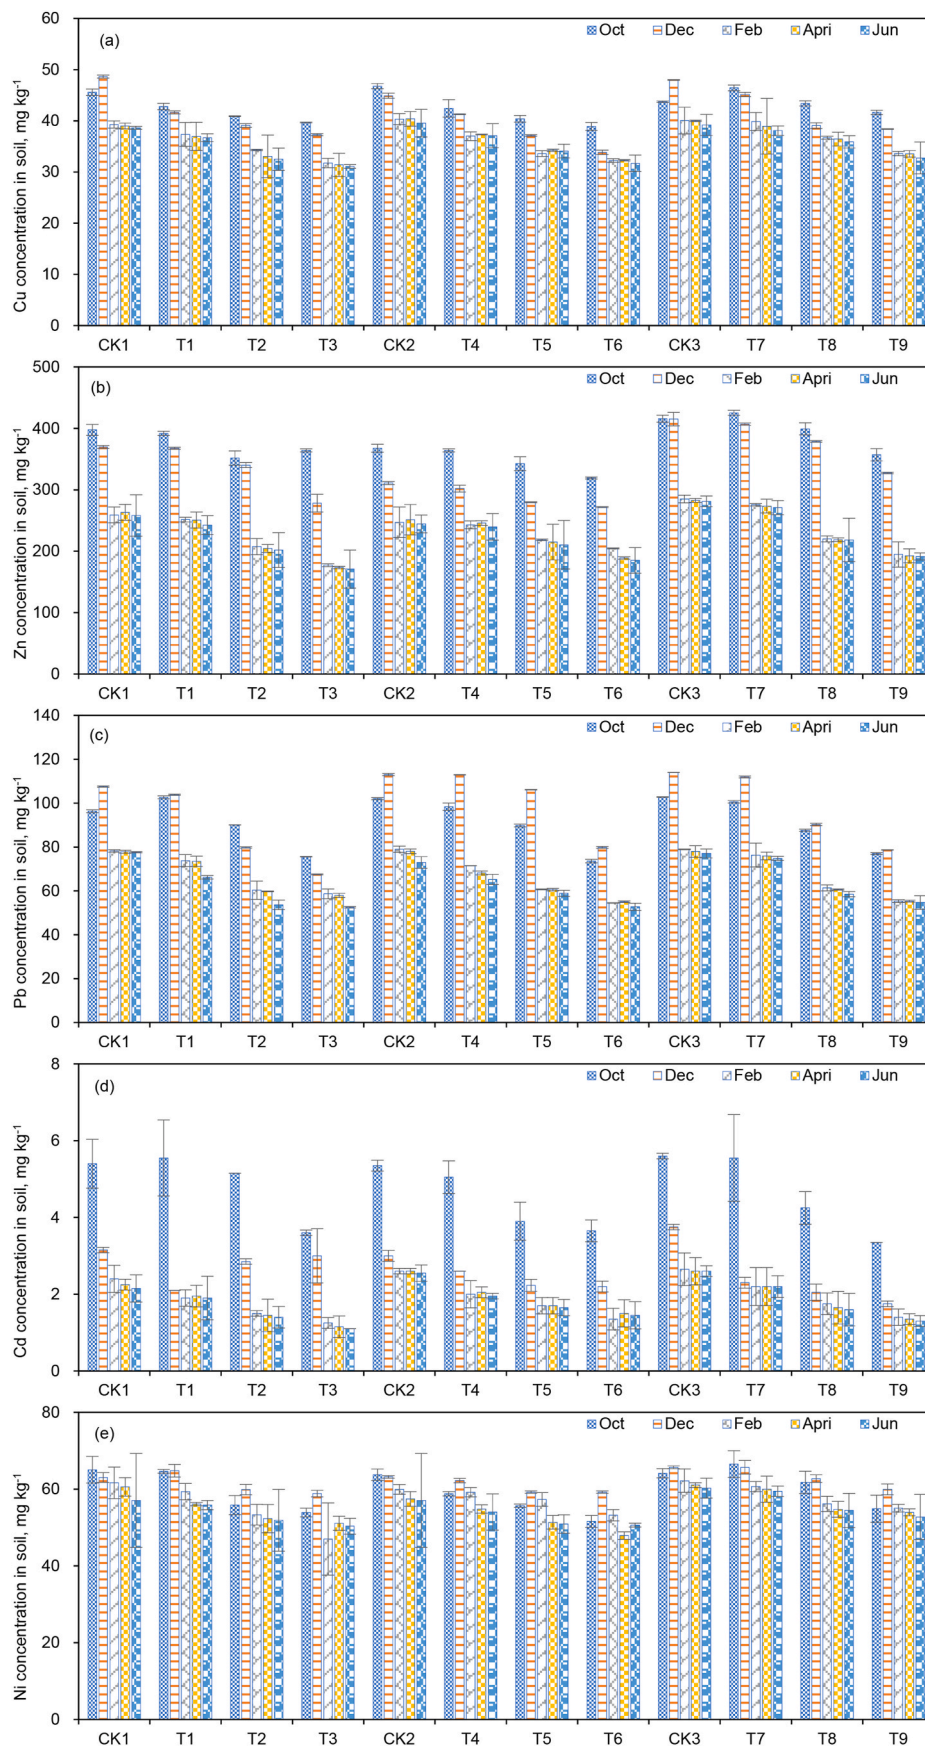 (a)
Oct Dec Feb Apri Jun
Cu concentration in soil, mg kg⁻¹
60
50
40
30
20
10
0
CK1 T1 T2 T3 CK2 T4 T5 T6 CK3 T7 T8 T9
(b)
Oct Dec Feb Apri Jun
Zn concentration in soil, mg kg⁻¹
500
400
300
200
100
0
CK1 T1 T2 T3 CK2 T4 T5 T6 CK3 T7 T8 T9
(c)
Oct Dec Feb Apri Jun
Pb concentration in soil, mg kg⁻¹
140
120
100
80
60
40
20
0
CK1 T1 T2 T3 CK2 T4 T5 T6 CK3 T7 T8 T9
(d)
Oct Dec Feb Apri Jun
Cd concentration in soil, mg kg⁻¹
8
6
4
2
0
CK1 T1 T2 T3 CK2 T4 T5 T6 CK3 T7 T8 T9
(e)
Oct Dec Feb Apri Jun
Ni concentration in soil, mg kg⁻¹
80
60
40
20
0
CK1 T1 T2 T3 CK2 T4 T5 T6 CK3 T7 T8 T9